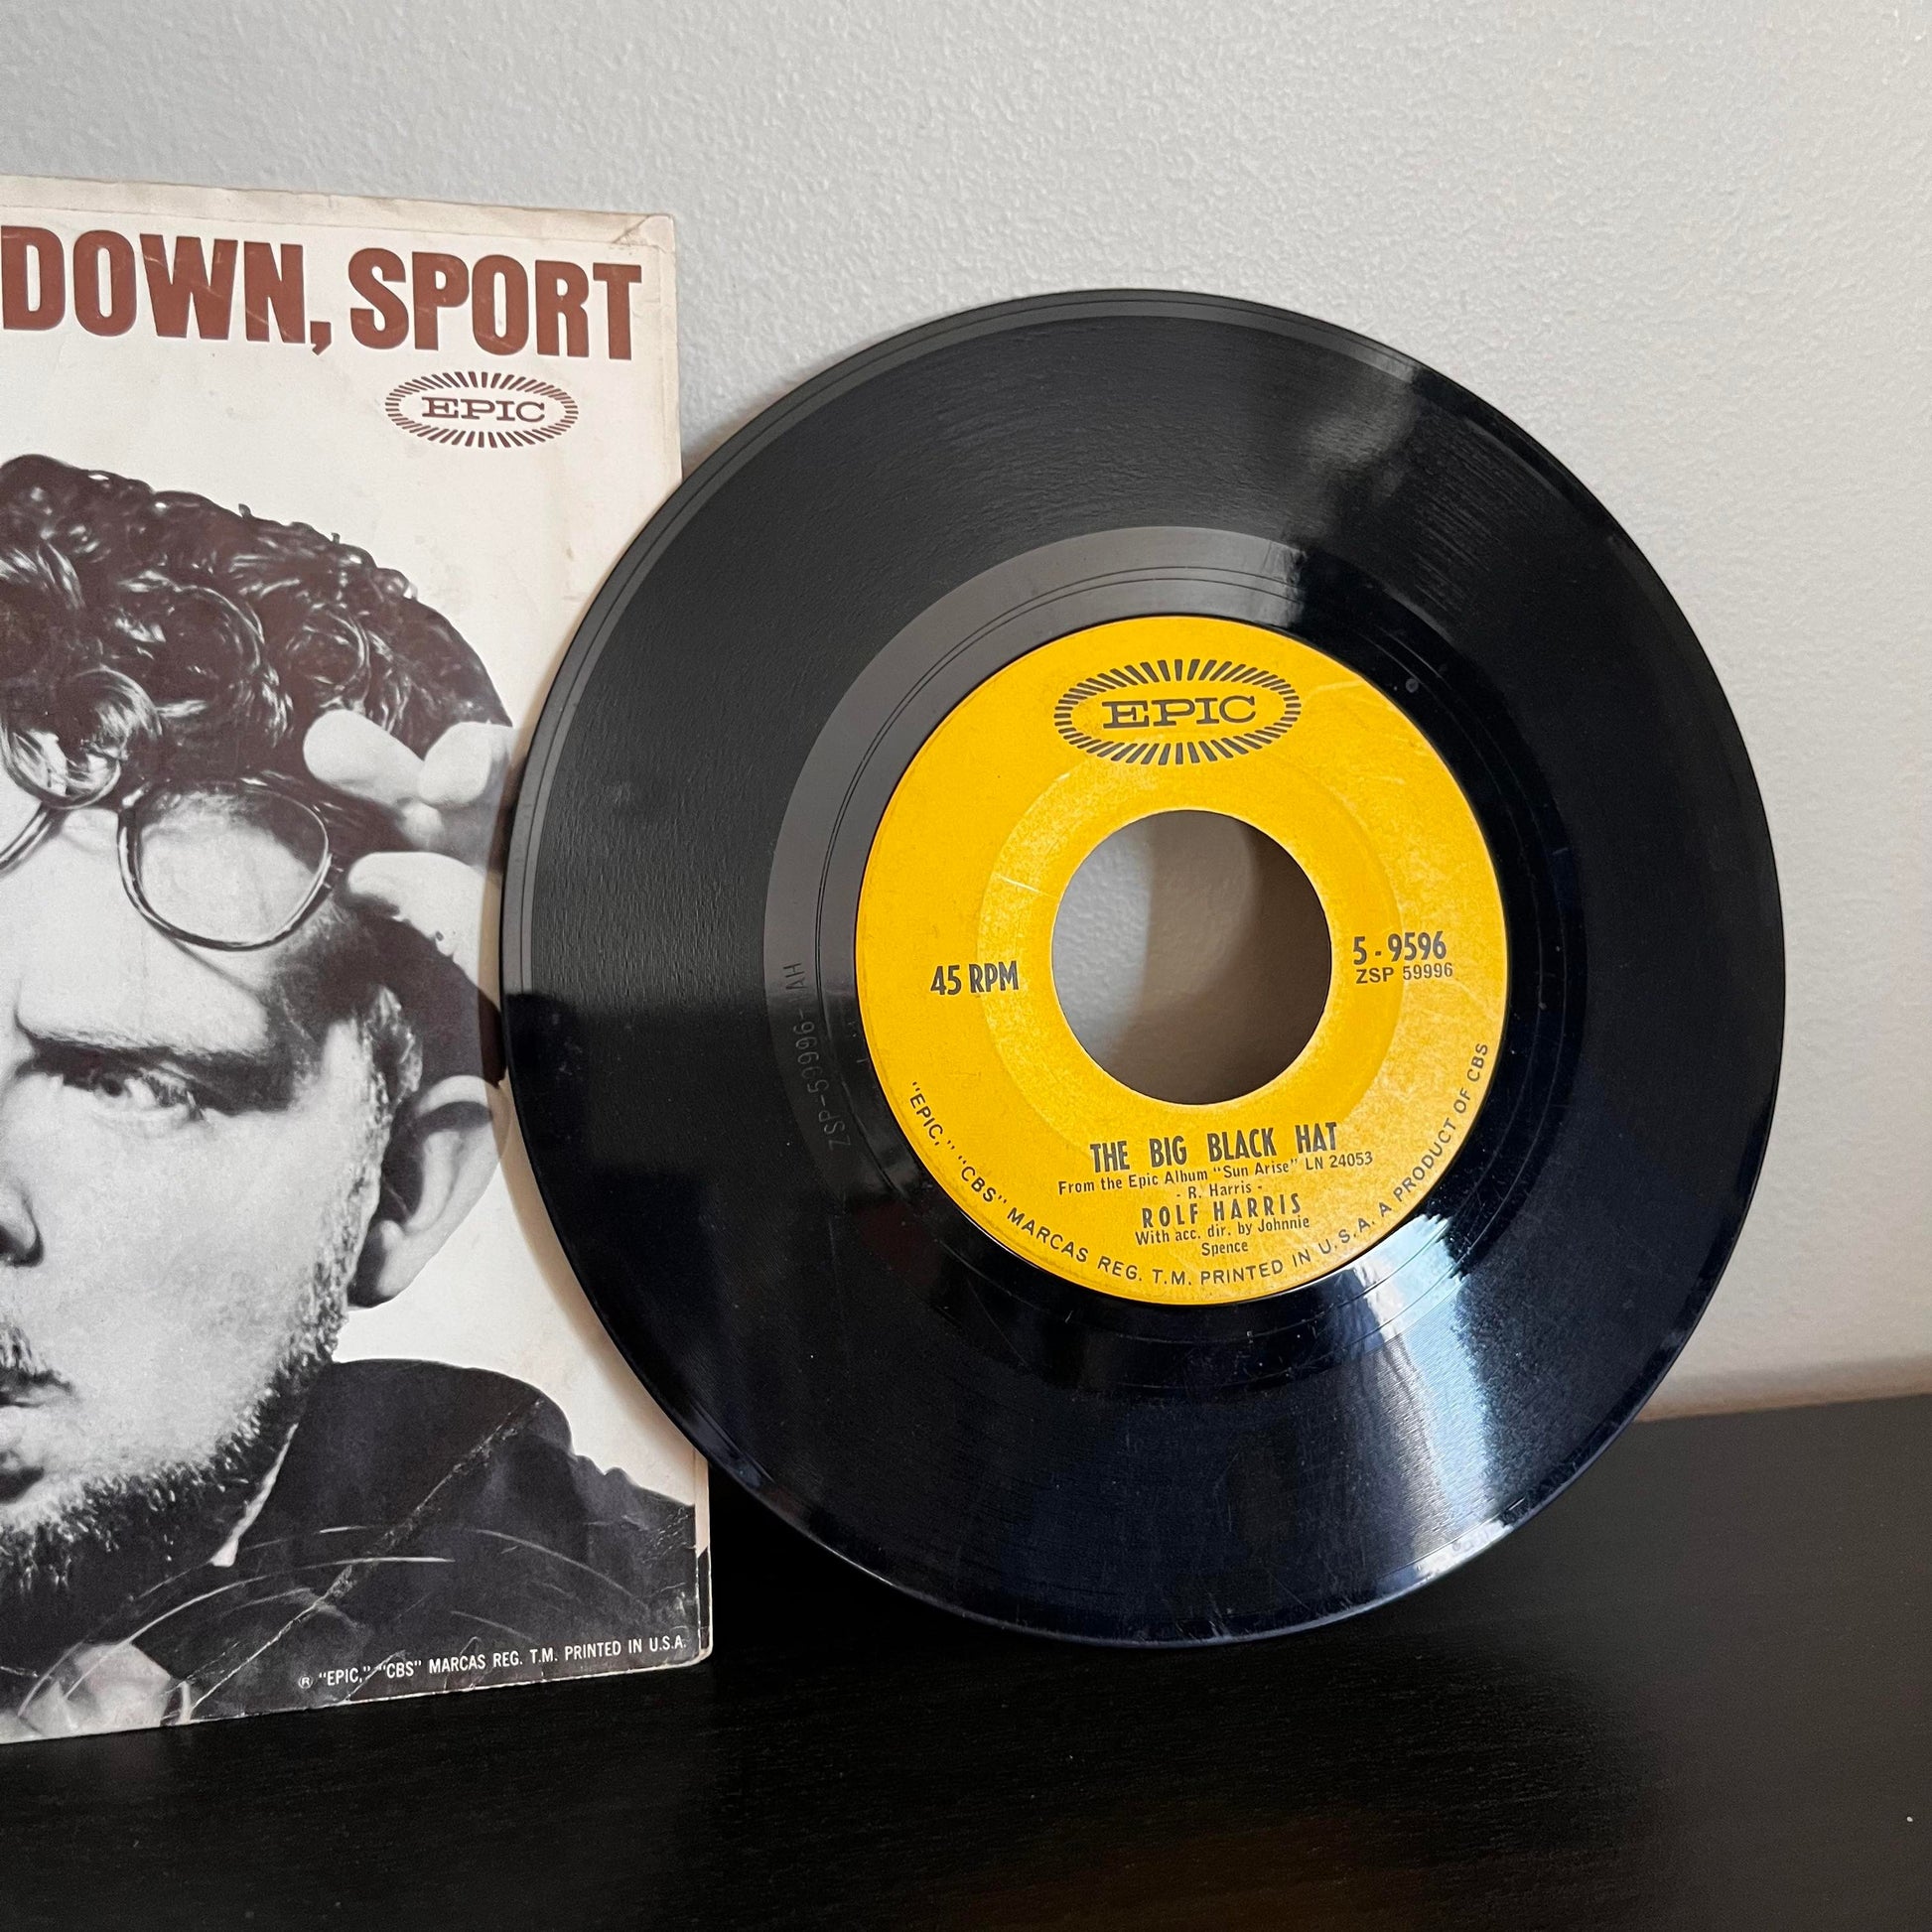 DOWN, SPORT
EPIC
® "EPIC," "CBS" MARCAS REG. T.M. PRINTED IN U.S.A.
EPIC
45 RPM
5-9596
ZSP 59996
THE BIG BLACK HAT
From the Epic Album "Sun Arise" LN 24053
- R. Harris -
ROLF HARRIS
With acc. dir. by Johnnie
Spence
"EPIC," "CBS" MARCAS REG. T.M. PRINTED IN U.S.A. A PRODUCT OF CBS